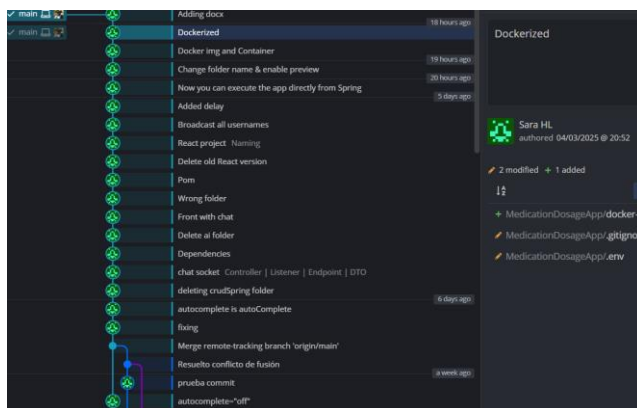 main
Adding docx
18 hours ago
main
Dockerized
Docker img and Container
19 hours ago
Change folder name & enable preview
20 hours ago
Now you can execute the app directly from Spring
5 days ago
Added delay
Broadcast all usernames
React project Naming
Delete old React version
Pom
Wrong folder
Front with chat
Delete ai folder
Dependencies
chat socket Controller | Listener | Endpoint | DTO
deleting crudSpring folder
6 days ago
autocomplete is autoComplete
fixing
Merge remote-tracking branch 'origin/main'
Resuelto conflicto de fusión
a week ago
prueba commit
autocomplete="off"
Dockerized
Sara HL
authored 04/03/2025 @ 20:52
2 modified + 1 added
+ MedicationDosageApp/docker-
MedicationDosageApp/.gitigno
MedicationDosageApp/.env